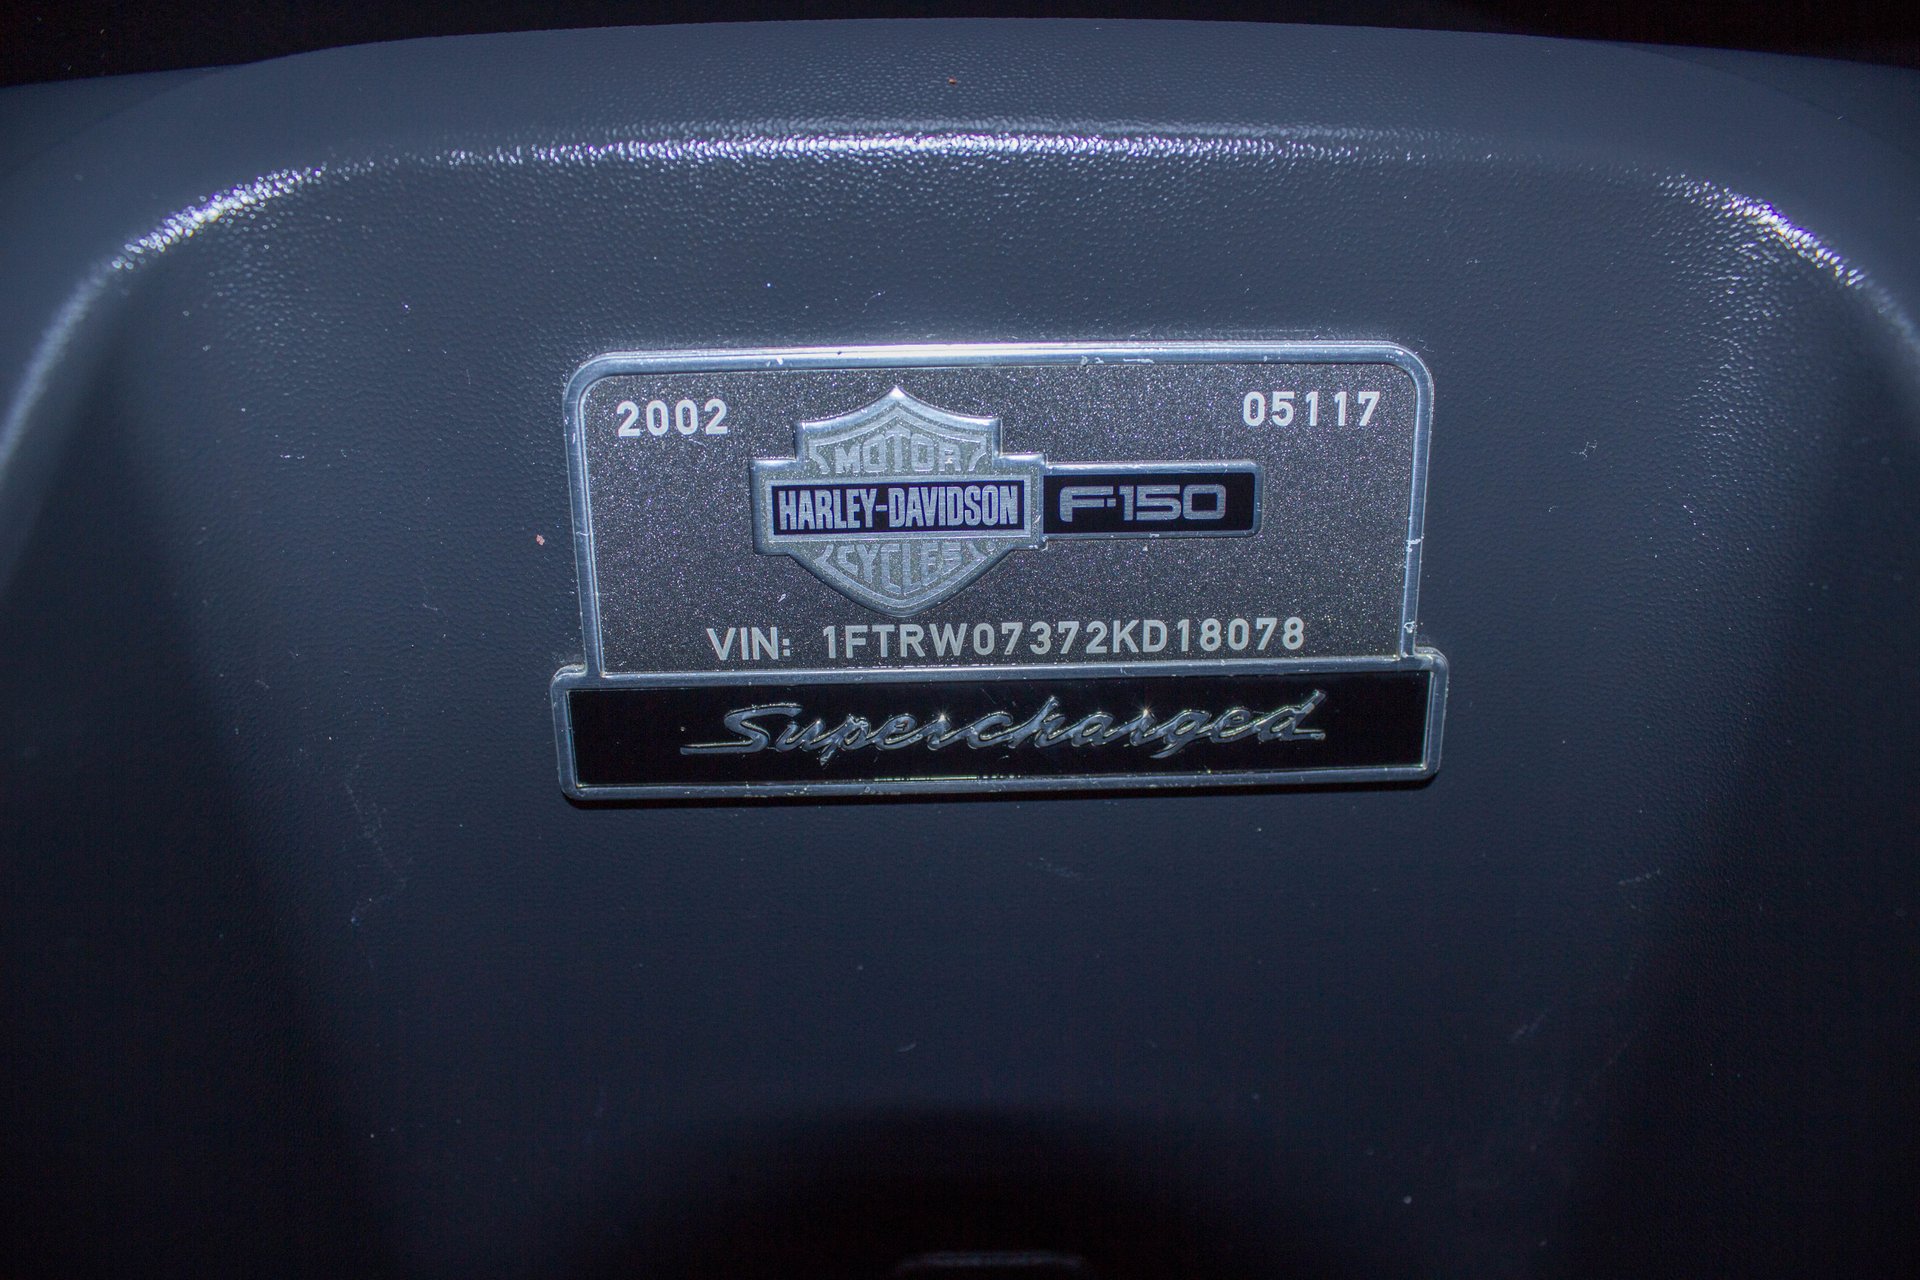 2002
05117
MOTOR
HARLEY-DAVIDSON
CYCLES
F-150
VIN: 1FTRW07372KD18078
Supercharged